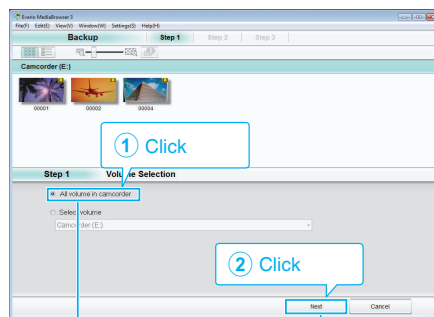 Everio MediaBrowser 3
File(F) Edit(E) View(V) Window(W) Settings(S) Help(H)
Backup Step 1 Step 2 Step 3
Camcorder (E:)
00001 00002 00004
① Click
Step 1 Volume Selection
All volume in camcorder
Select volume
Camcorder (E:)
② Click
Next Cancel